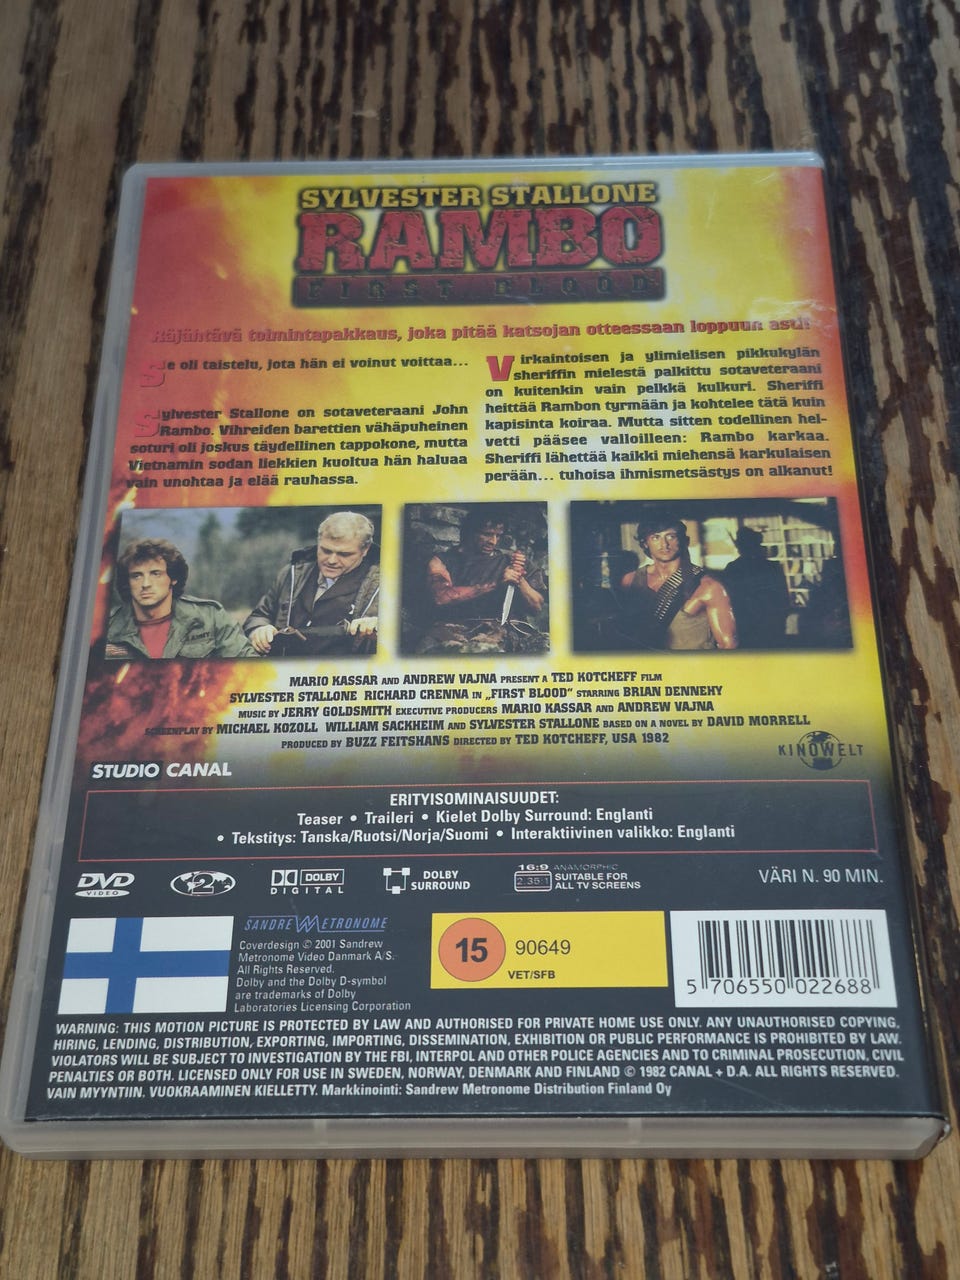 SYLVESTER STALLONE
RAMBO
FIRST BLOOD
Räjähtävä toimintapakkaus, joka pitää katsojan otteessaan loppuun asti!
Se oli taistelu, jota hän ei voinut voittaa...
Sylvester Stallone on sotaveteraani John
Rambo. Vihreiden barettien vähäpuheinen
soturi oli joskus täydellinen tappokone, mutta
Vietnamin sodan liekkien kuoltua hän haluaa
vain unohtaa ja elää rauhassa.
Virkaintoisen ja ylimielisen pikkukylän
sheriffin mielestä palkittu sotaveteraani
on kuitenkin vain pelkkä kulkuri. Sheriffi
heittää Rambon tyrmään ja kohtelee tätä kuin
kapisinta koiraa. Mutta sitten todellinen hel-
vetti pääsee valloilleen: Rambo karkaa.
Sheriffi lähettää kaikki miehensä karkulaisen
perään... tuhoisa ihmismetsästys on alkanut!
ARMY
MARIO KASSAR AND ANDREW VAJNA PRESENT A TED KOTCHEFF FILM
SYLVESTER STALLONE RICHARD CRENNA IN „FIRST BLOOD" STARRING BRIAN DENNEHY
MUSIC BY JERRY GOLDSMITH EXECUTIVE PRODUCERS MARIO KASSAR AND ANDREW VAJNA
SCREENPLAY BY MICHAEL KOZOLL WILLIAM SACKHEIM AND SYLVESTER STALLONE BASED ON A NOVEL BY DAVID MORRELL
PRODUCED BY BUZZ FEITSHANS DIRECTED BY TED KOTCHEFF, USA 1982
KINOWELT
STUDIO CANAL
ERITYISOMINAISUUDET:
Teaser • Traileri • Kielet Dolby Surround: Englanti
• Tekstitys: Tanska/Ruotsi/Norja/Suomi • Interaktiivinen valikko: Englanti
DVD
VIDEO
2
DOLBY
DIGITAL
DOLBY
SURROUND
16:9 ANAMORPHIC
2.35:1
SUITABLE FOR
ALL TV SCREENS
VÄRI N. 90 MIN.
SANDREW METRONOME
Coverdesign © 2001 Sandrew
Metronome Video Danmark A/S.
All Rights Reserved.
Dolby and the Dolby D-symbol
are trademarks of Dolby
Laboratories Licensing Corporation
15
90649
VET/SFB
5 706550 022688
WARNING: THIS MOTION PICTURE IS PROTECTED BY LAW AND AUTHORISED FOR PRIVATE HOME USE ONLY. ANY UNAUTHORISED COPYING,
HIRING, LENDING, DISTRIBUTION, EXPORTING, IMPORTING, DISSEMINATION, EXHIBITION OR PUBLIC PERFORMANCE IS PROHIBITED BY LAW.
VIOLATORS WILL BE SUBJECT TO INVESTIGATION BY THE FBI, INTERPOL AND OTHER POLICE AGENCIES AND TO CRIMINAL PROSECUTION, CIVIL
PENALTIES OR BOTH. LICENSED ONLY FOR USE IN SWEDEN, NORWAY, DENMARK AND FINLAND © 1982 CANAL + D.A. ALL RIGHTS RESERVED.
VAIN MYYNTIIN. VUOKRAAMINEN KIELLETTY. Markkinointi: Sandrew Metronome Distribution Finland Oy